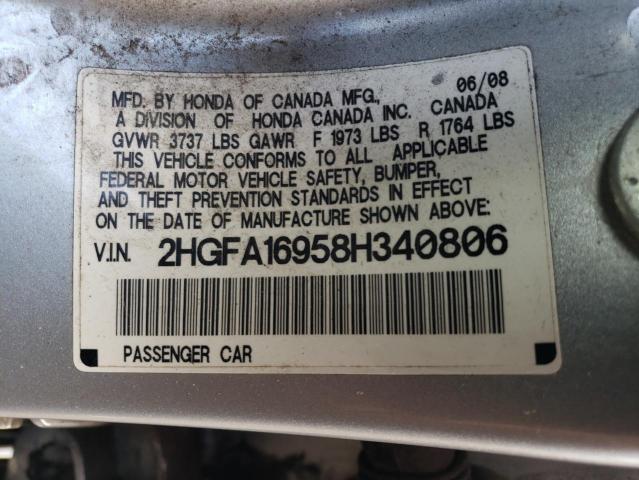 06/08
MFD. BY HONDA OF CANADA MFG.,
A DIVISION OF HONDA CANADA INC. CANADA
GVWR 3737 LBS GAWR F 1973 LBS R 1764 LBS
THIS VEHICLE CONFORMS TO ALL APPLICABLE
FEDERAL MOTOR VEHICLE SAFETY, BUMPER,
AND THEFT PREVENTION STANDARDS IN EFFECT
ON THE DATE OF MANUFACTURE SHOWN ABOVE:
V.I.N. 2HGFA16958H340806
PASSENGER CAR